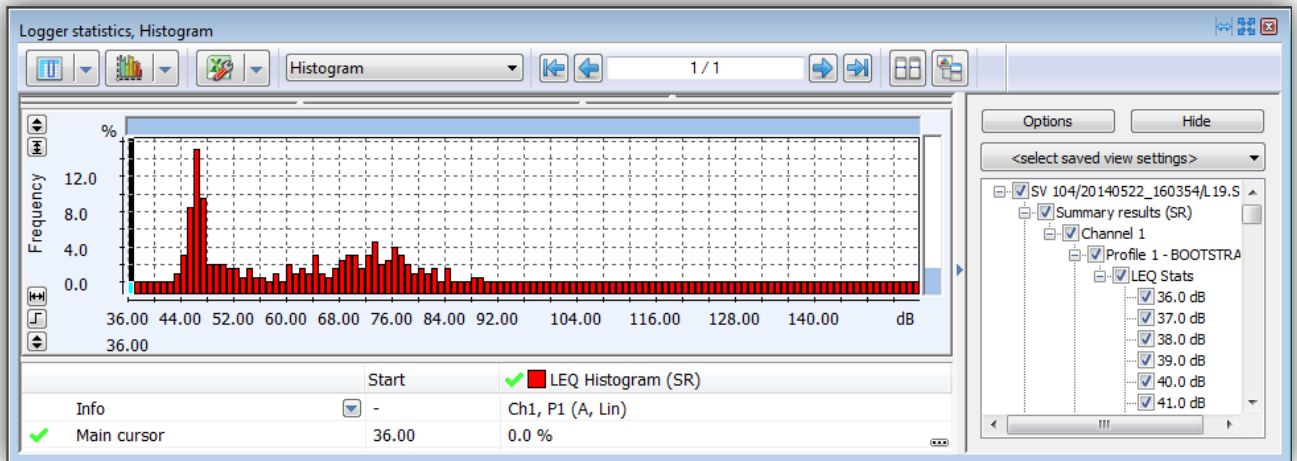 Logger statistics, Histogram
Histogram
1 / 1
%
12.0
8.0
4.0
0.0
Frequency
36.00 44.00 52.00 60.00 68.00 76.00 84.00 92.00 104.00 116.00 128.00 140.00 dB
36.00
Start LEQ Histogram (SR)
Info - Ch1, P1 (A, Lin)
Main cursor 36.00 0.0 %
Options Hide
<select saved view settings>
SV 104/20140522_160354/L19.S
Summary results (SR)
Channel 1
Profile 1 - BOOTSTRA
LEQ Stats
36.0 dB
37.0 dB
38.0 dB
39.0 dB
40.0 dB
41.0 dB